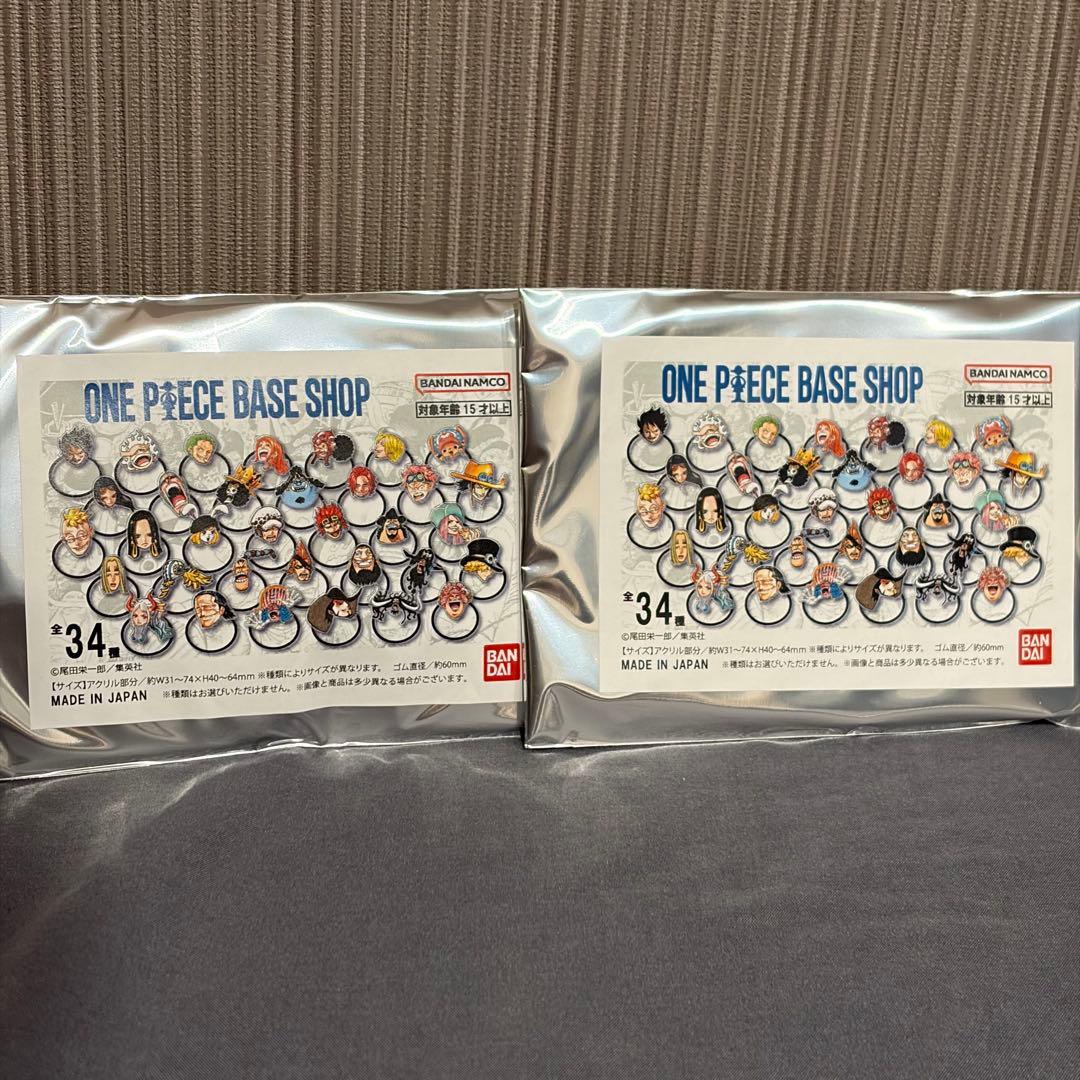 ONE PIECE BASE SHOP
BANDAI NAMCO
対象年齢 15才以上
全34種
©尾田栄一郎／集英社
【サイズ】アクリル部分／約W31〜74×H40〜64mm ※種類によりサイズが異なります。 ゴム直径／約60mm
MADE IN JAPAN ※種類はお選びいただけません。※画像と商品は多少異なる場合がございます。
BAN
DAI
ONE PIECE BASE SHOP
BANDAI NAMCO
対象年齢 15才以上
全34種
©尾田栄一郎／集英社
【サイズ】アクリル部分／約W31〜74×H40〜64mm ※種類によりサイズが異なります。 ゴム直径／約60mm
MADE IN JAPAN ※種類はお選びいただけません。※画像と商品は多少異なる場合がございます。
BAN
DAI